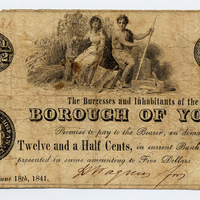 The Burgesses and Inhabitants of the
BOROUGH OF YO
Promise to pay to the Bearer, on dema
Twelve and a Half Cents, in current Bank
presented in sums amounting to Five Dollars.
June 18th, 1841.